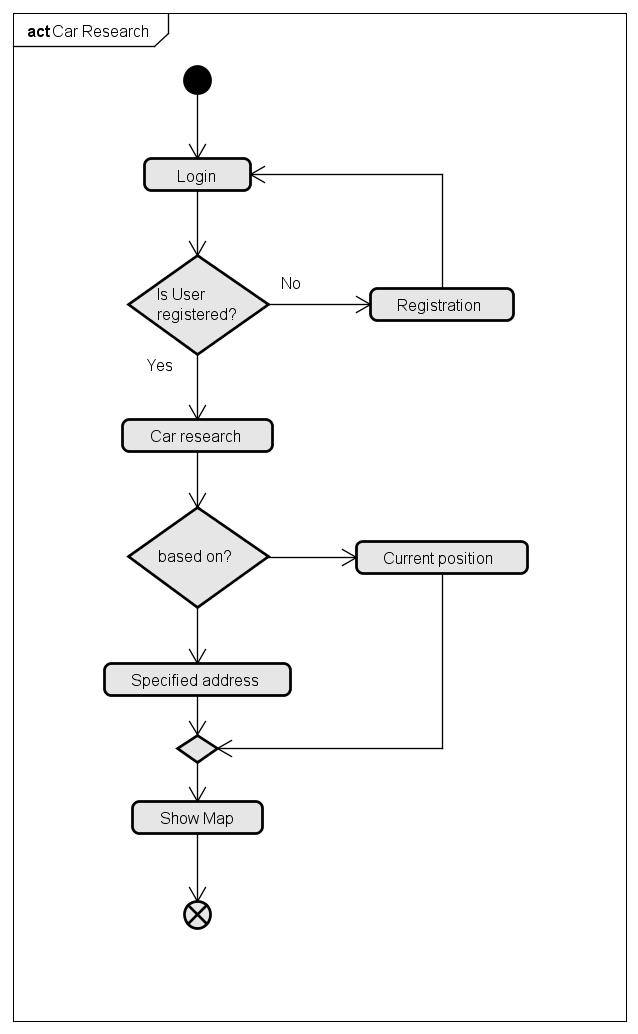 act Car Research
Login
Is User
registered?
No
Registration
Yes
Car research
based on?
Current position
Specified address
Show Map